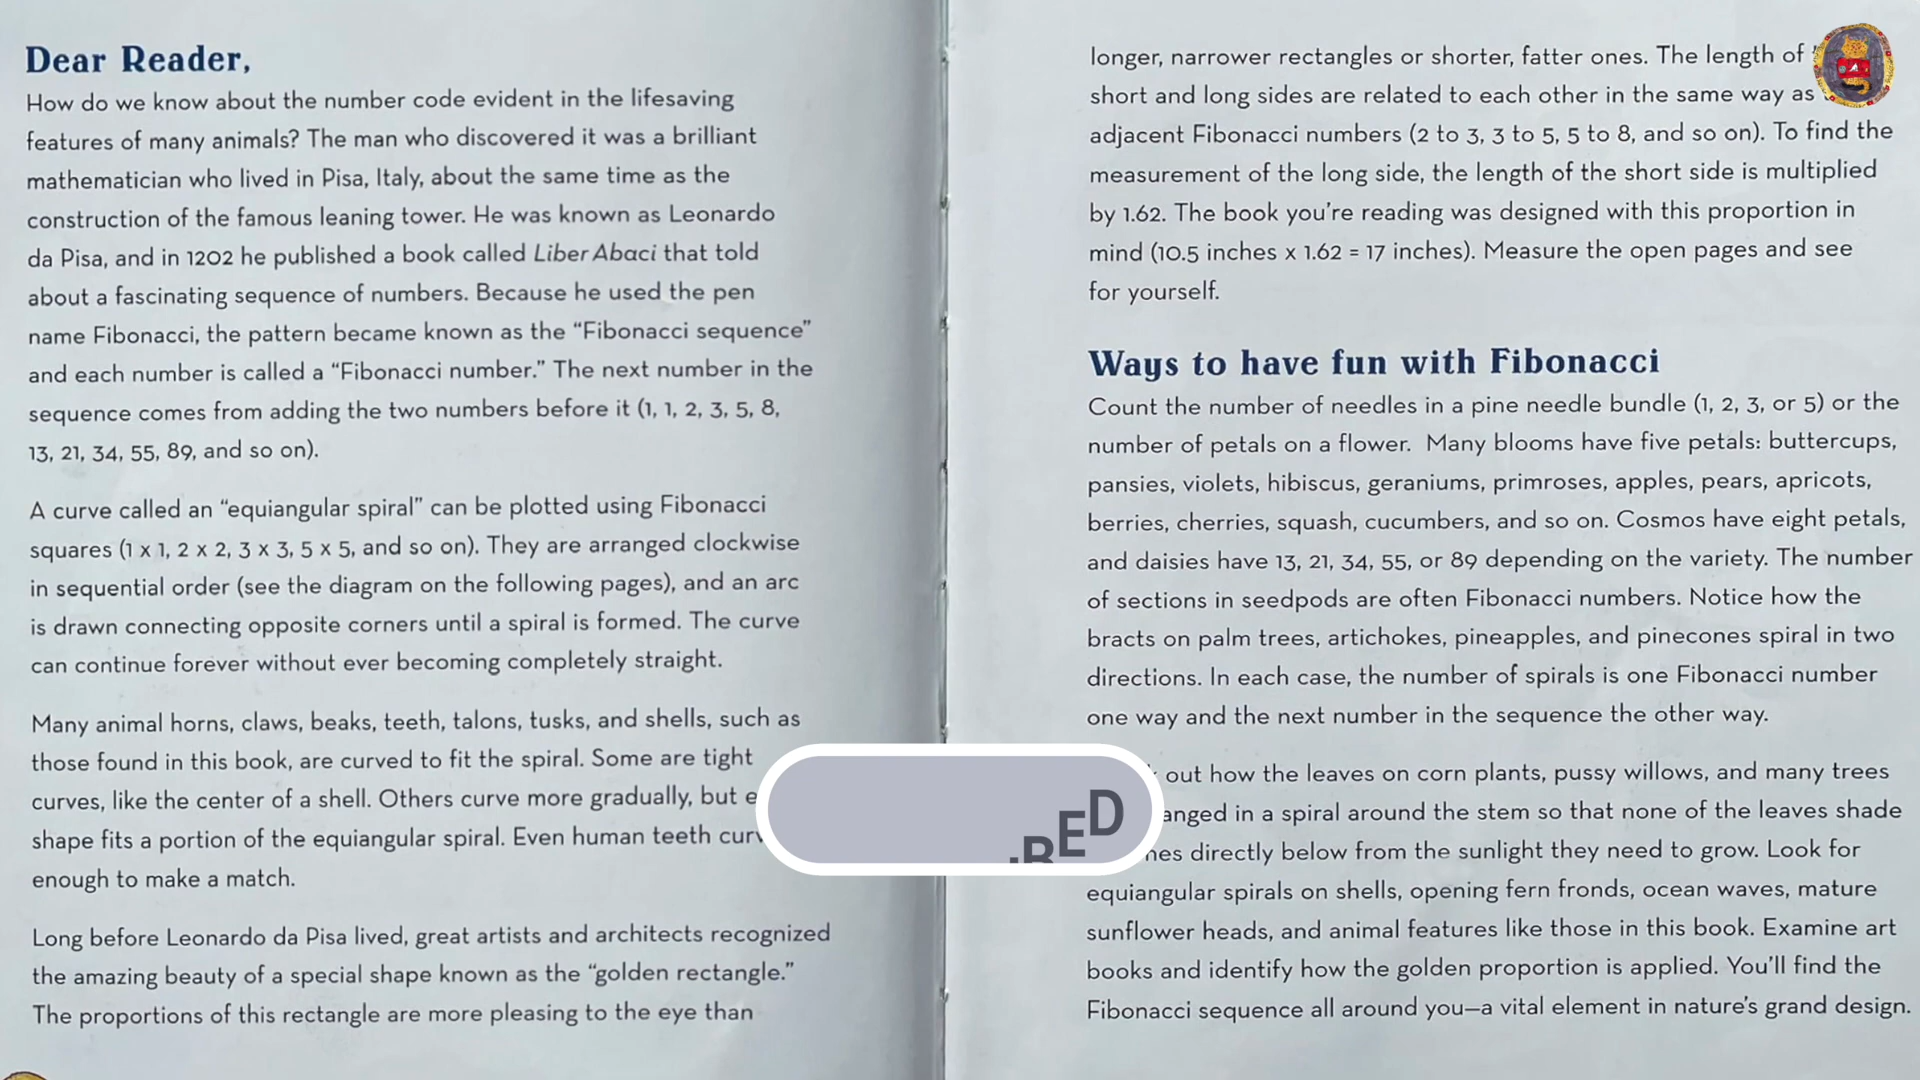 Dear Reader,
How do we know about the number code evident in the lifesaving
features of many animals? The man who discovered it was a brilliant
mathematician who lived in Pisa, Italy, about the same time as the
construction of the famous leaning tower. He was known as Leonardo
da Pisa, and in 1202 he published a book called Liber Abaci that told
about a fascinating sequence of numbers. Because he used the pen
name Fibonacci, the pattern became known as the “Fibonacci sequence”
and each number is called a “Fibonacci number.” The next number in the
sequence comes from adding the two numbers before it (1, 1, 2, 3, 5, 8,
13, 21, 34, 55, 89, and so on).
A curve called an “equiangular spiral” can be plotted using Fibonacci
squares (1 x 1, 2 x 2, 3 x 3, 5 x 5, and so on). They are arranged clockwise
in sequential order (see the diagram on the following pages), and an arc
is drawn connecting opposite corners until a spiral is formed. The curve
can continue forever without ever becoming completely straight.
Many animal horns, claws, beaks, teeth, talons, tusks, and shells, such as
those found in this book, are curved to fit the spiral. Some are tight
curves, like the center of a shell. Others curve more gradually, but
shape fits a portion of the equiangular spiral. Even human teeth
enough to make a match.
Long before Leonardo da Pisa lived, great artists and architects recognized
the amazing beauty of a special shape known as the “golden rectangle.”
The proportions of this rectangle are more pleasing to the eye than
longer, narrower rectangles or shorter, fatter ones. The length of
short and long sides are related to each other in the same way as
adjacent Fibonacci numbers (2 to 3, 3 to 5, 5 to 8, and so on). To find the
measurement of the long side, the length of the short side is multiplied
by 1.62. The book you’re reading was designed with this proportion in
mind (10.5 inches x 1.62 = 17 inches). Measure the open pages and see
for yourself.
Ways to have fun with Fibonacci
Count the number of needles in a pine needle bundle (1, 2, 3, or 5) or the
number of petals on a flower. Many blooms have five petals: buttercups,
pansies, violets, hibiscus, geraniums, primroses, apples, pears, apricots,
berries, cherries, squash, cucumbers, and so on. Cosmos have eight petals,
and daisies have 13, 21, 34, 55, or 89 depending on the variety. The number
of sections in seedpods are often Fibonacci numbers. Notice how the
bracts on palm trees, artichokes, pineapples, and pinecones spiral in two
directions. In each case, the number of spirals is one Fibonacci number
one way and the next number in the sequence the other way.
out how the leaves on corn plants, pussy willows, and many trees
in a spiral around the stem so that none of the leaves shade
directly below from the sunlight they need to grow. Look for
equiangular spirals on shells, opening fern fronds, ocean waves, mature
sunflower heads, and animal features like those in this book. Examine art
books and identify how the golden proportion is applied. You’ll find the
Fibonacci sequence all around you—a vital element in nature’s grand design.